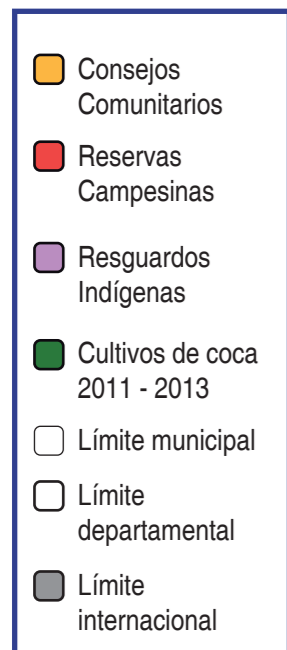 Consejos
Comunitarios
Reservas
Campesinas
Resguardos
Indígenas
Cultivos de coca
2011 - 2013
Límite municipal
Límite
departamental
Límite
internacional